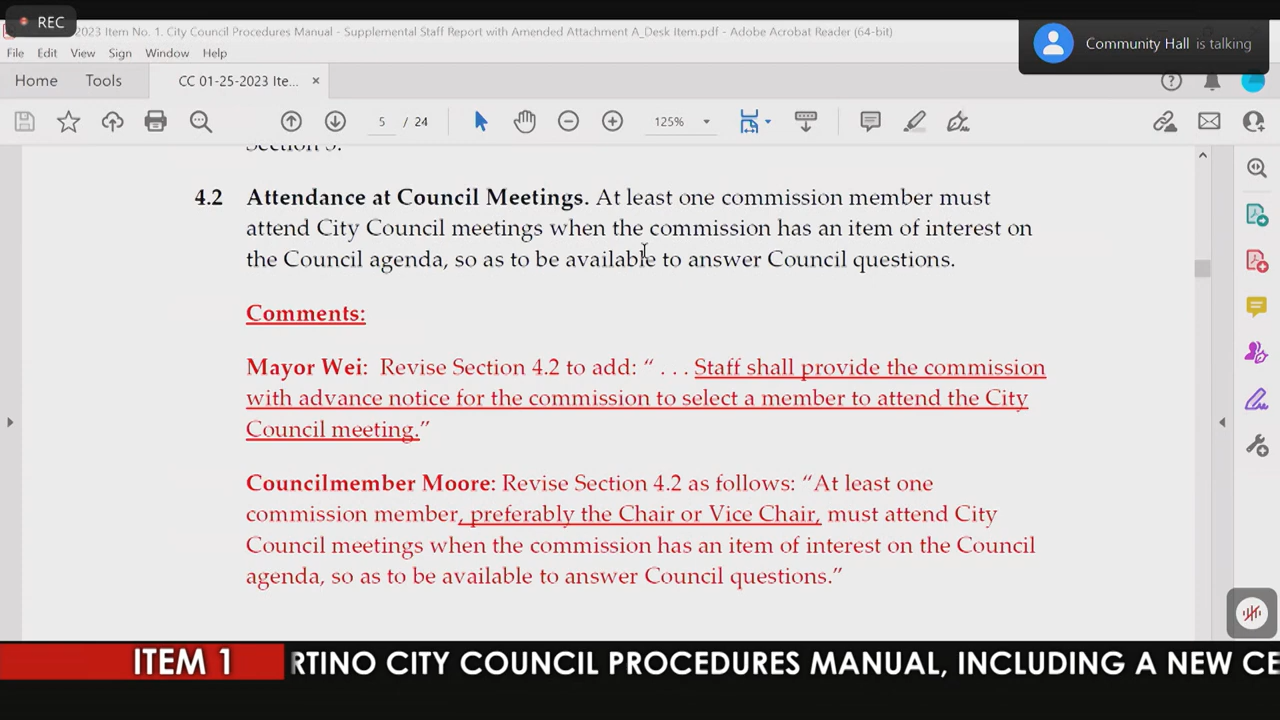 REC
2023 Item No. 1. City Council Procedures Manual - Supplemental Staff Report with Amended Attachment A_Desk Item.pdf - Adobe Acrobat Reader (64-bit)
Community Hall is talking
File Edit View Sign Window Help
Home Tools CC 01-25-2023 Ite... ×
5 / 24 125%
Section 5.
4.2 Attendance at Council Meetings. At least one commission member must
attend City Council meetings when the commission has an item of interest on
the Council agenda, so as to be available to answer Council questions.
Comments:
Mayor Wei: Revise Section 4.2 to add: “ . . . Staff shall provide the commission
with advance notice for the commission to select a member to attend the City
Council meeting.”
Councilmember Moore: Revise Section 4.2 as follows: “At least one
commission member, preferably the Chair or Vice Chair, must attend City
Council meetings when the commission has an item of interest on the Council
agenda, so as to be available to answer Council questions.”
ITEM 1 RTINO CITY COUNCIL PROCEDURES MANUAL, INCLUDING A NEW CE